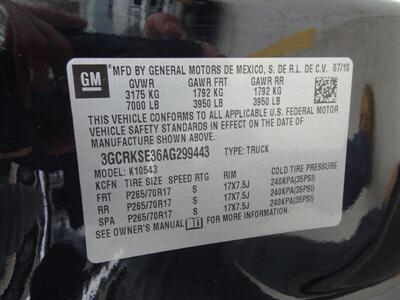 GM *MFD BY GENERAL MOTORS DE MEXICO, S. DE R.L. DE C.V. 07/10
GVWR GAWR FRT GAWR RR
3175 KG 1792 KG 1792 KG
7000 LB 3950 LB 3950 LB
THIS VEHICLE CONFORMS TO ALL APPLICABLE U.S. FEDERAL MOTOR
VEHICLE SAFETY STANDARDS IN EFFECT ON THE DATE OF
MANUFACTURE SHOWN ABOVE.
3GCRKSE36AG299443 TYPE: TRUCK
MODEL: K10543
KCFN TIRE SIZE SPEED RTG RIM COLD TIRE PRESSURE
FRT P265/70R17 S 17X7.5J 240KPA(35PSI)
RR P265/70R17 S 17X7.5J 240KPA(35PSI)
SPA P265/70R17 S 17X7.5J 240KPA(35PSI)
SEE OWNER'S MANUAL FOR MORE INFORMATION.